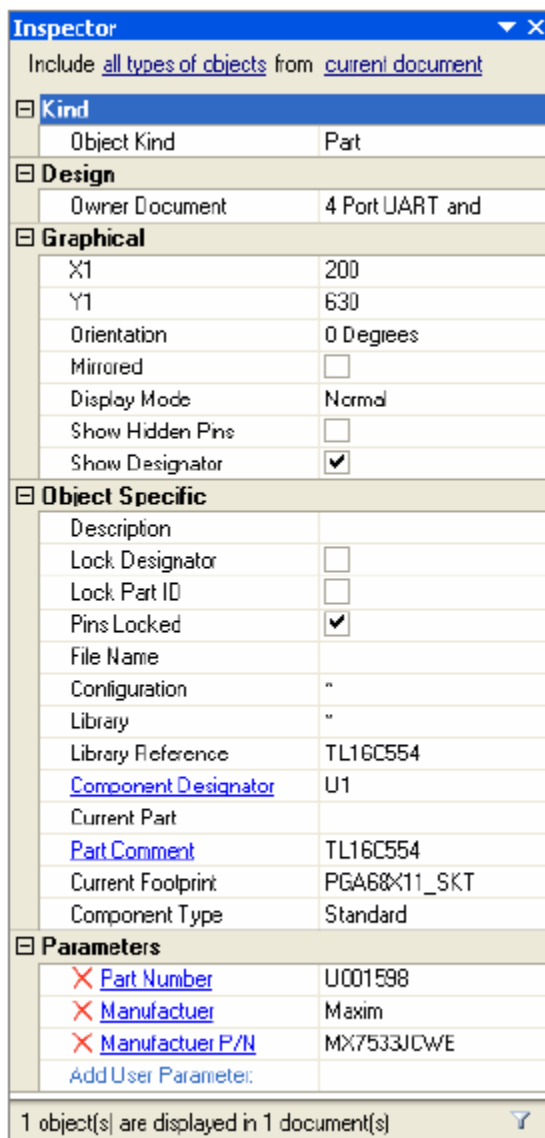 Inspector
Include all types of objects from current document
Kind
Object Kind Part
Design
Owner Document 4 Port UART and
Graphical
X1 200
Y1 630
Orientation 0 Degrees
Mirrored
Display Mode Normal
Show Hidden Pins
Show Designator
Object Specific
Description
Lock Designator
Lock Part ID
Pins Locked
File Name
Configuration *
Library *
Library Reference TL16C554
Component Designator U1
Current Part
Part Comment TL16C554
Current Footprint PGA68X11_SKT
Component Type Standard
Parameters
Part Number U001598
Manufactuer Maxim
Manufactuer P/N MX7533JCWE
Add User Parameter:
1 object(s) are displayed in 1 document(s)